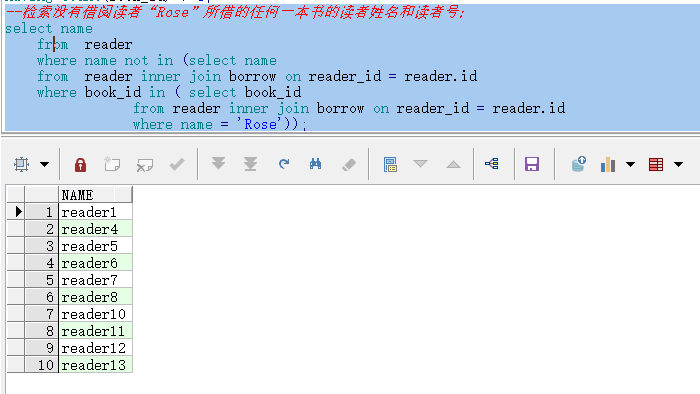 --检索没有借阅读者“Rose”所借的任何一本书的读者姓名和读者号;
select name
from reader
where name not in (select name
from reader inner join borrow on reader_id = reader.id
where book_id in ( select book_id
from reader inner join borrow on reader_id = reader.id
where name = 'Rose'));
NAME
1 reader1
2 reader4
3 reader5
4 reader6
5 reader7
6 reader8
7 reader10
8 reader11
9 reader12
10 reader13